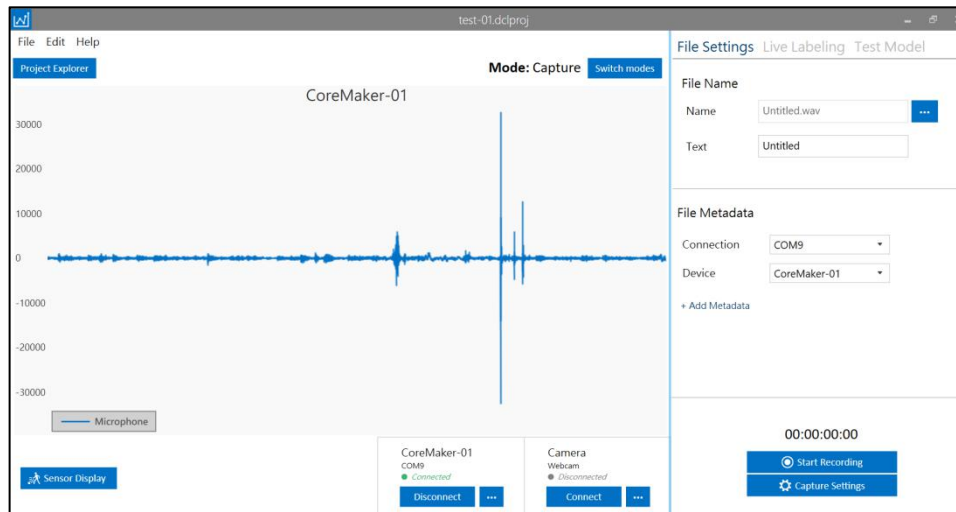 test-01.dclproj
File Edit Help
Project Explorer
Mode: Capture
Switch modes
CoreMaker-01
30000
20000
10000
0
-10000
-20000
-30000
Microphone
Sensor Display
CoreMaker-01
COM9
Connected
Disconnect
...
Camera
Webcam
Disconnected
Connect
...
File Settings Live Labeling Test Model
File Name
Name Untitled.wav ...
Text Untitled
File Metadata
Connection COM9
Device CoreMaker-01
+ Add Metadata
00:00:00:00
Start Recording
Capture Settings